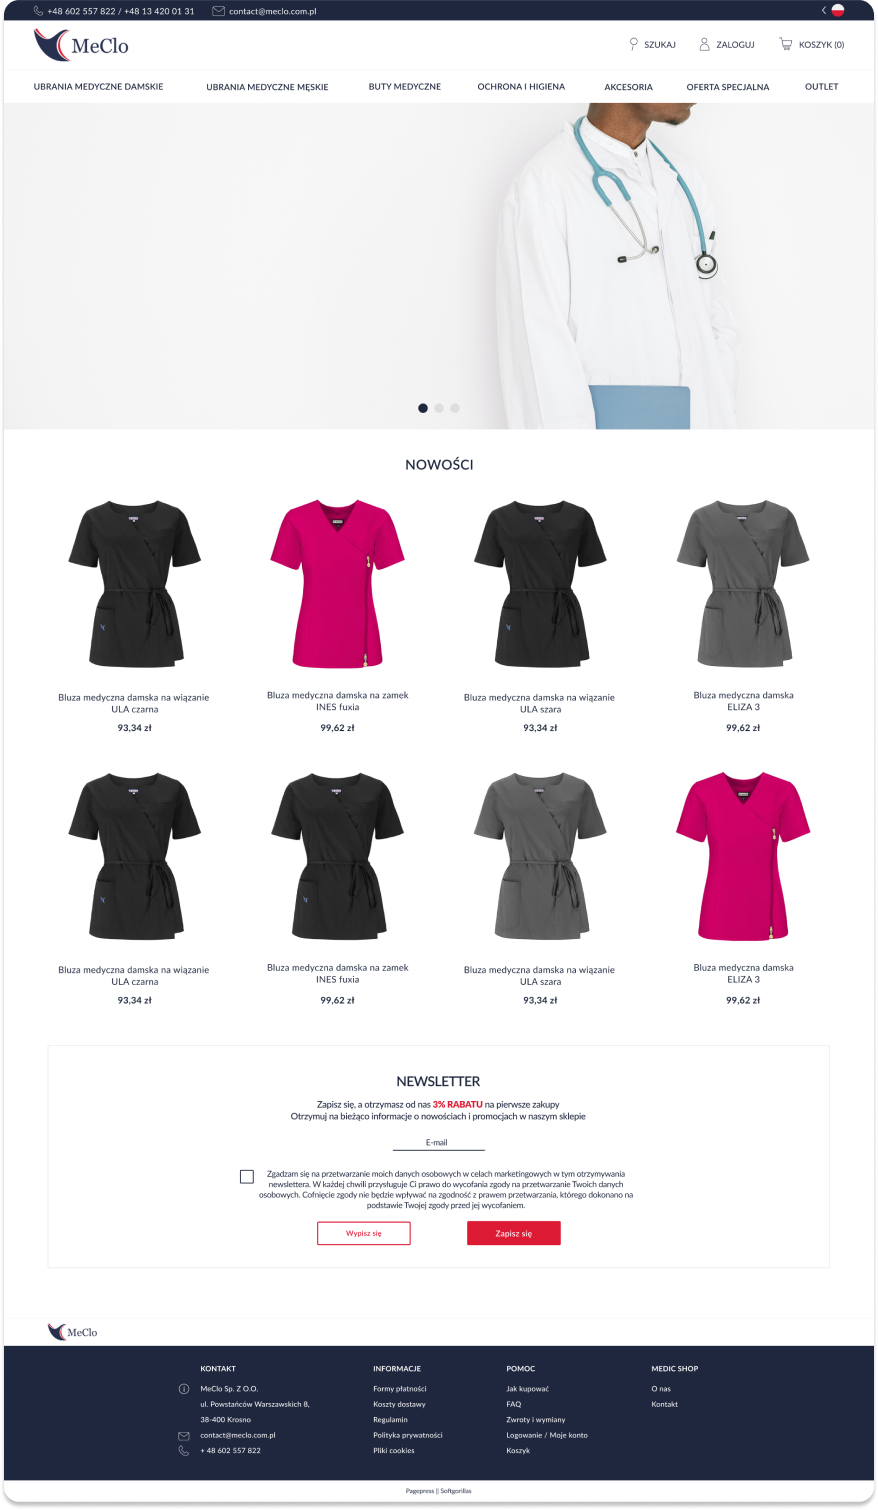 +48 602 557 822 / +48 13 420 01 31
contact@meclo.com.pl
MeClo
SZUKAJ
ZALOGUJ
KOSZYK (0)
UBRANIA MEDYCZNE DAMSKIE
UBRANIA MEDYCZNE MĘSKIE
BUTY MEDYCZNE
OCHRONA I HIGIENA
AKCESORIA
OFERTA SPECJALNA
OUTLET
NOWOŚCI
Bluza medyczna damska na wiązanie
ULA czarna
93,34 zł
Bluza medyczna damska na zamek
INES fuxia
99,62 zł
Bluza medyczna damska na wiązanie
ULA szara
93,34 zł
Bluza medyczna damska
ELIZA 3
99,62 zł
Bluza medyczna damska na wiązanie
ULA czarna
93,34 zł
Bluza medyczna damska na zamek
INES fuxia
99,62 zł
Bluza medyczna damska na wiązanie
ULA szara
93,34 zł
Bluza medyczna damska
ELIZA 3
99,62 zł
NEWSLETTER
Zapisz się, a otrzymasz od nas 3% RABATU na pierwsze zakupy
Otrzymuj na bieżąco informacje o nowościach i promocjach w naszym sklepie
E-mail
Zgadzam się na przetwarzanie moich danych osobowych w celach marketingowych w tym otrzymywania
newslettera. W każdej chwili przysługuje Ci prawo do wycofania zgody na przetwarzanie Twoich danych
osobowych. Cofnięcie zgody nie będzie wpływać na zgodność z prawem przetwarzania, którego dokonano na
podstawie Twojej zgody przed jej wycofaniem.
Wypisz się
Zapisz się
MeClo
KONTAKT
MeClo Sp. Z O.O.
ul. Powstańców Warszawskich 8,
38-400 Krosno
contact@meclo.com.pl
+ 48 602 557 822
INFORMACJE
Formy płatności
Koszty dostawy
Regulamin
Polityka prywatności
Pliki cookies
POMOC
Jak kupować
FAQ
Zwroty i wymiany
Logowanie / Moje konto
Koszyk
MEDIC SHOP
O nas
Kontakt
Pagepress || Softgorillas